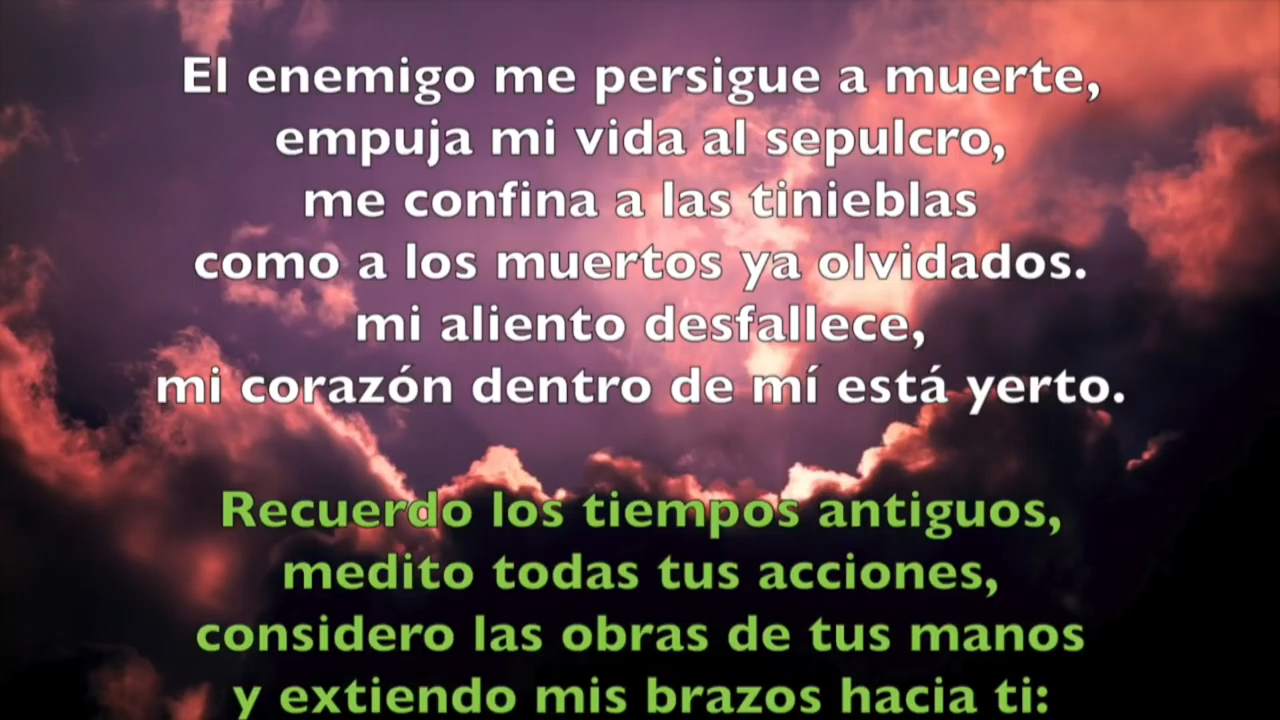 El enemigo me persigue a muerte,
empuja mi vida al sepulcro,
me confina a las tinieblas
como a los muertos ya olvidados.
mi aliento desfallece,
mi corazón dentro de mí está yerto.
Recuerdo los tiempos antiguos,
medito todas tus acciones,
considero las obras de tus manos
y extiendo mis brazos hacia ti: